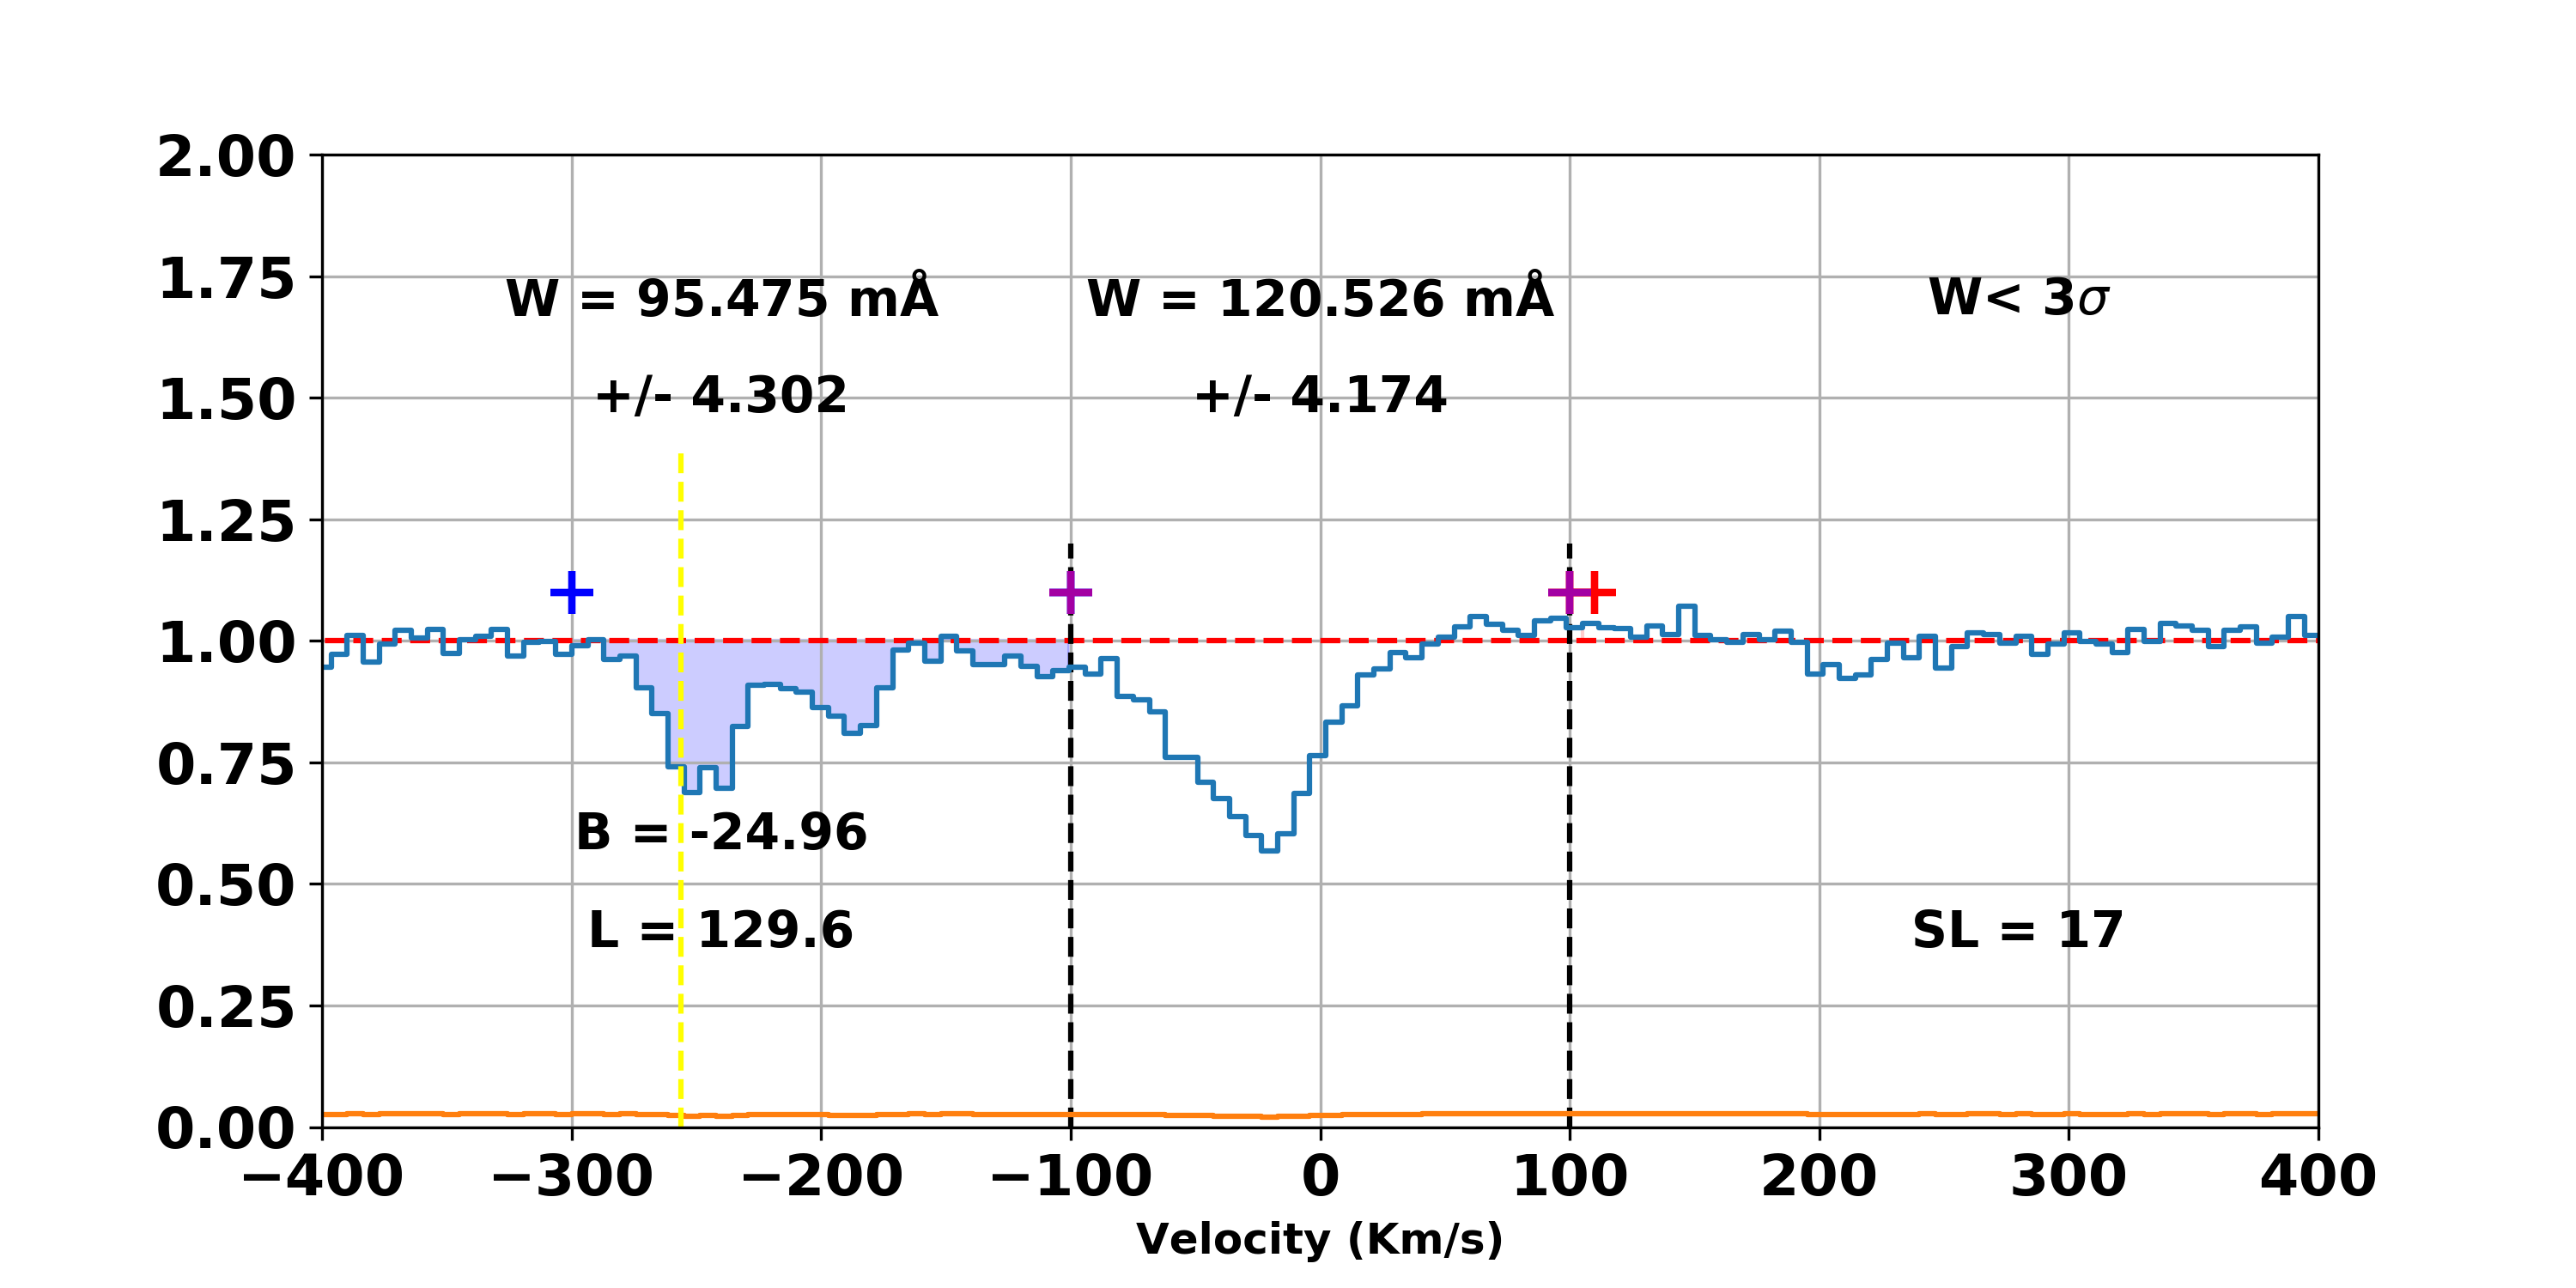 2.00
1.75
1.50
1.25
1.00
0.75
0.50
0.25
0.00
W = 95.475 mÅ
+/- 4.302
W = 120.526 mÅ
+/- 4.174
W< 3σ
B = -24.96
L = 129.6
SL = 17
−400 −300 −200 −100 0 100 200 300 400
Velocity (Km/s)